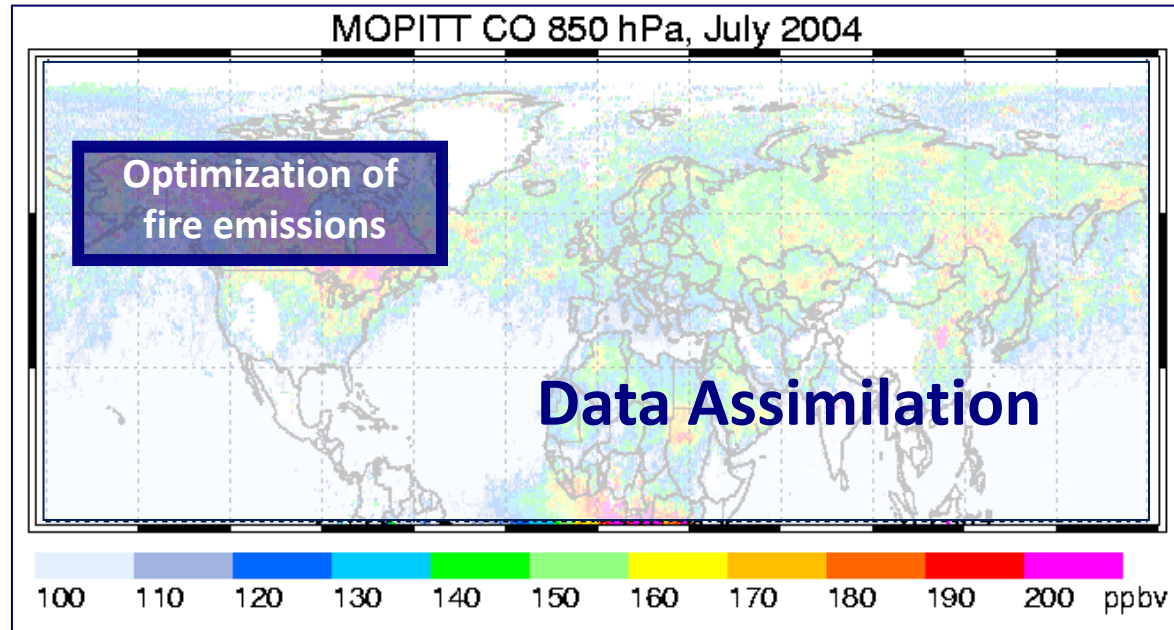 MOPITT CO 850 hPa, July 2004
Optimization of
fire emissions
Data Assimilation
100 110 120 130 140 150 160 170 180 190 200 ppbv